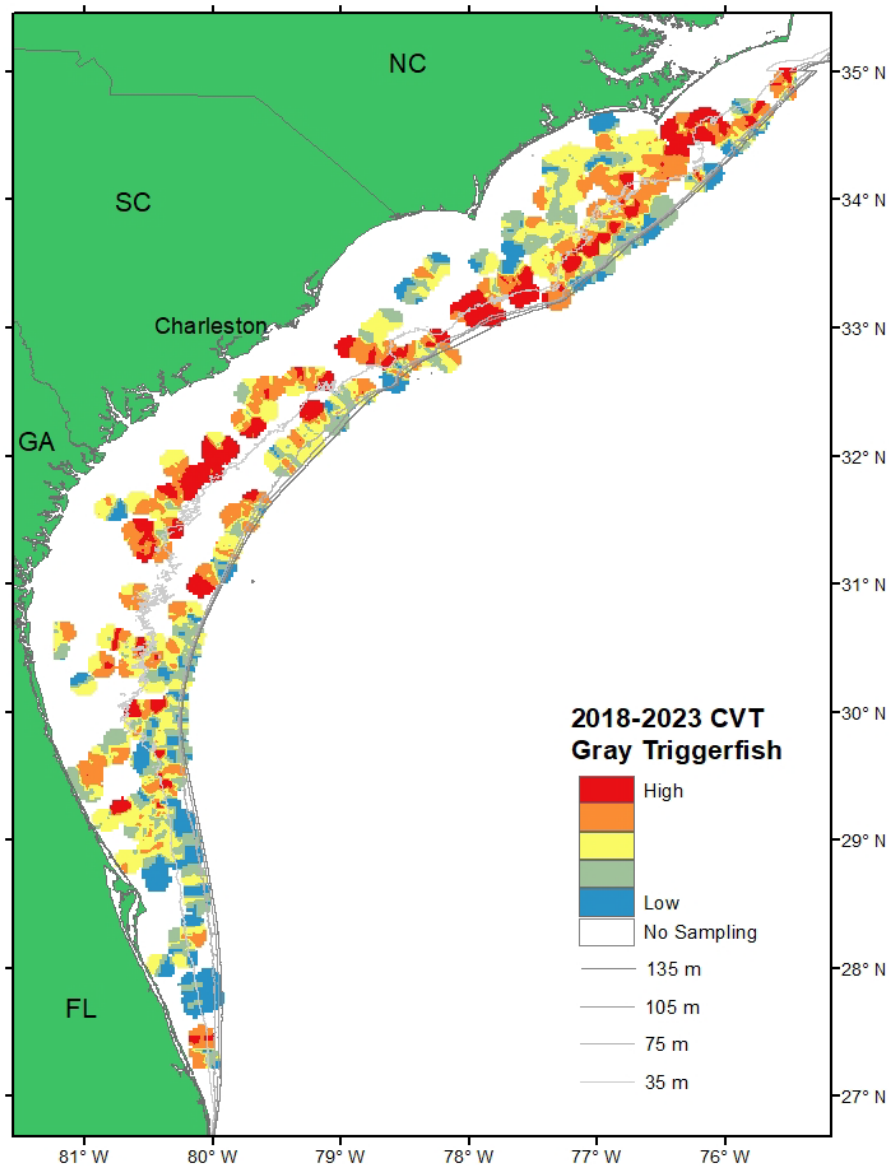 NC
35° N
SC
34° N
Charleston
33° N
GA
32° N
31° N
30° N
2018-2023 CVT
Gray Triggerfish
High
Low
No Sampling
135 m
105 m
75 m
35 m
29° N
28° N
FL
27° N
81° W 80° W 79° W 78° W 77° W 76° W